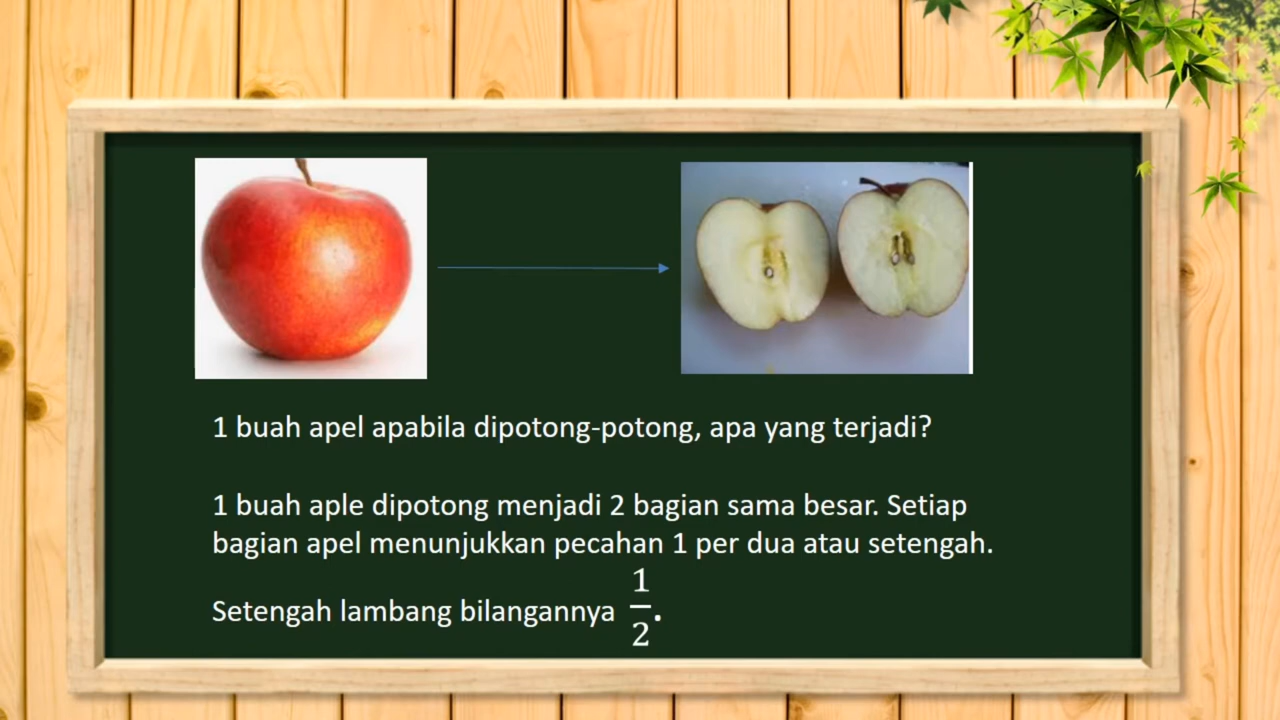 1 buah apel apabila dipotong-potong, apa yang terjadi?
1 buah aple dipotong menjadi 2 bagian sama besar. Setiap
bagian apel menunjukkan pecahan 1 per dua atau setengah.
Setengah lambang bilangannya 1/2.